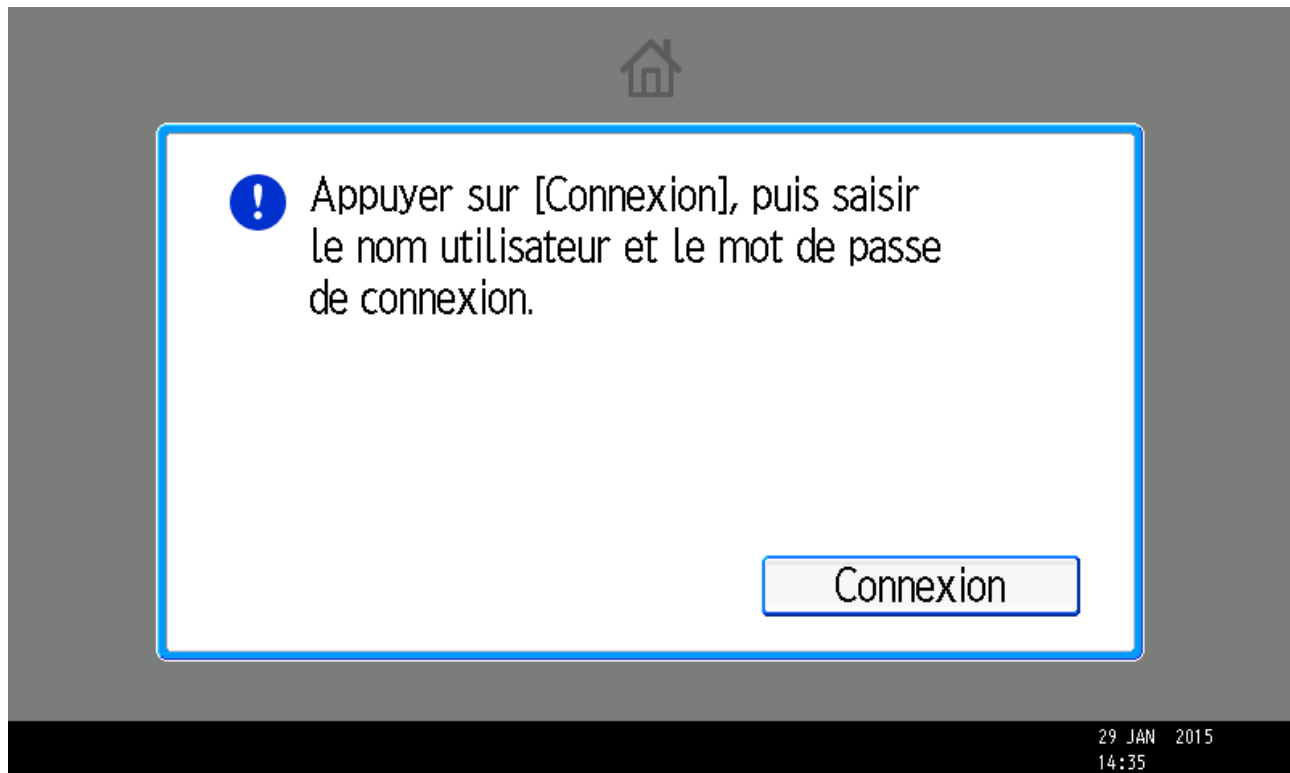 Appuyer sur [Connexion], puis saisir
le nom utilisateur et le mot de passe
de connexion.
Connexion
29 JAN 2015
14:35